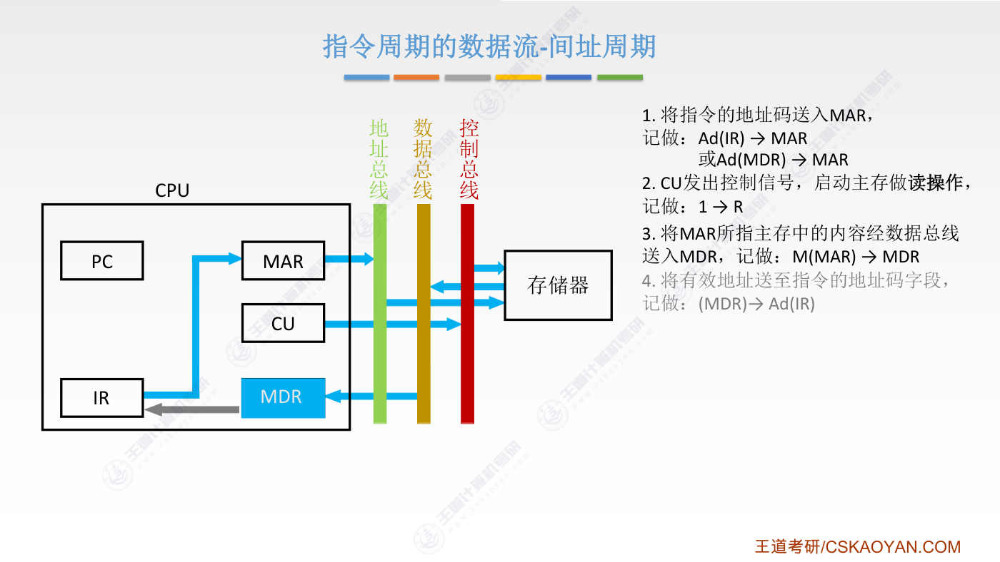 指令周期的数据流-间址周期
地址总线
数据总线
控制总线
CPU
PC
MAR
CU
IR
MDR
存储器
1. 将指令的地址码送入MAR，
记做：Ad(IR) → MAR
或Ad(MDR) → MAR
2. CU发出控制信号，启动主存做读操作，
记做：1 → R
3. 将MAR所指主存中的内容经数据总线
送入MDR，记做：M(MAR) → MDR
4. 将有效地址送至指令的地址码字段，
记做：(MDR)→ Ad(IR)
王道考研/CSKAOYAN.COM